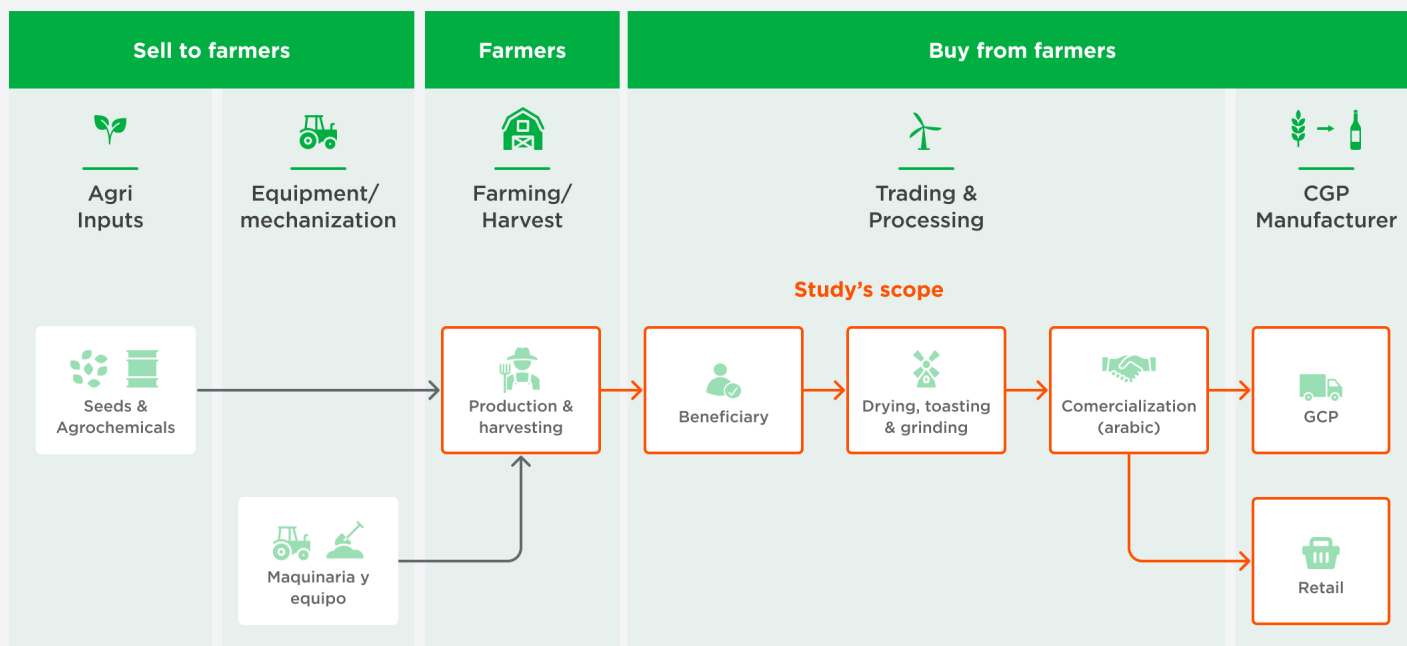 Sell to farmers
Farmers
Buy from farmers
Agri
Inputs
Equipment/
mechanization
Farming/
Harvest
Trading &
Processing
CGP
Manufacturer
Study's scope
Seeds &
Agrochemicals
Production &
harvesting
Beneficiary
Drying, toasting
& grinding
Comercialization
(arabic)
GCP
Maquinaria y
equipo
Retail